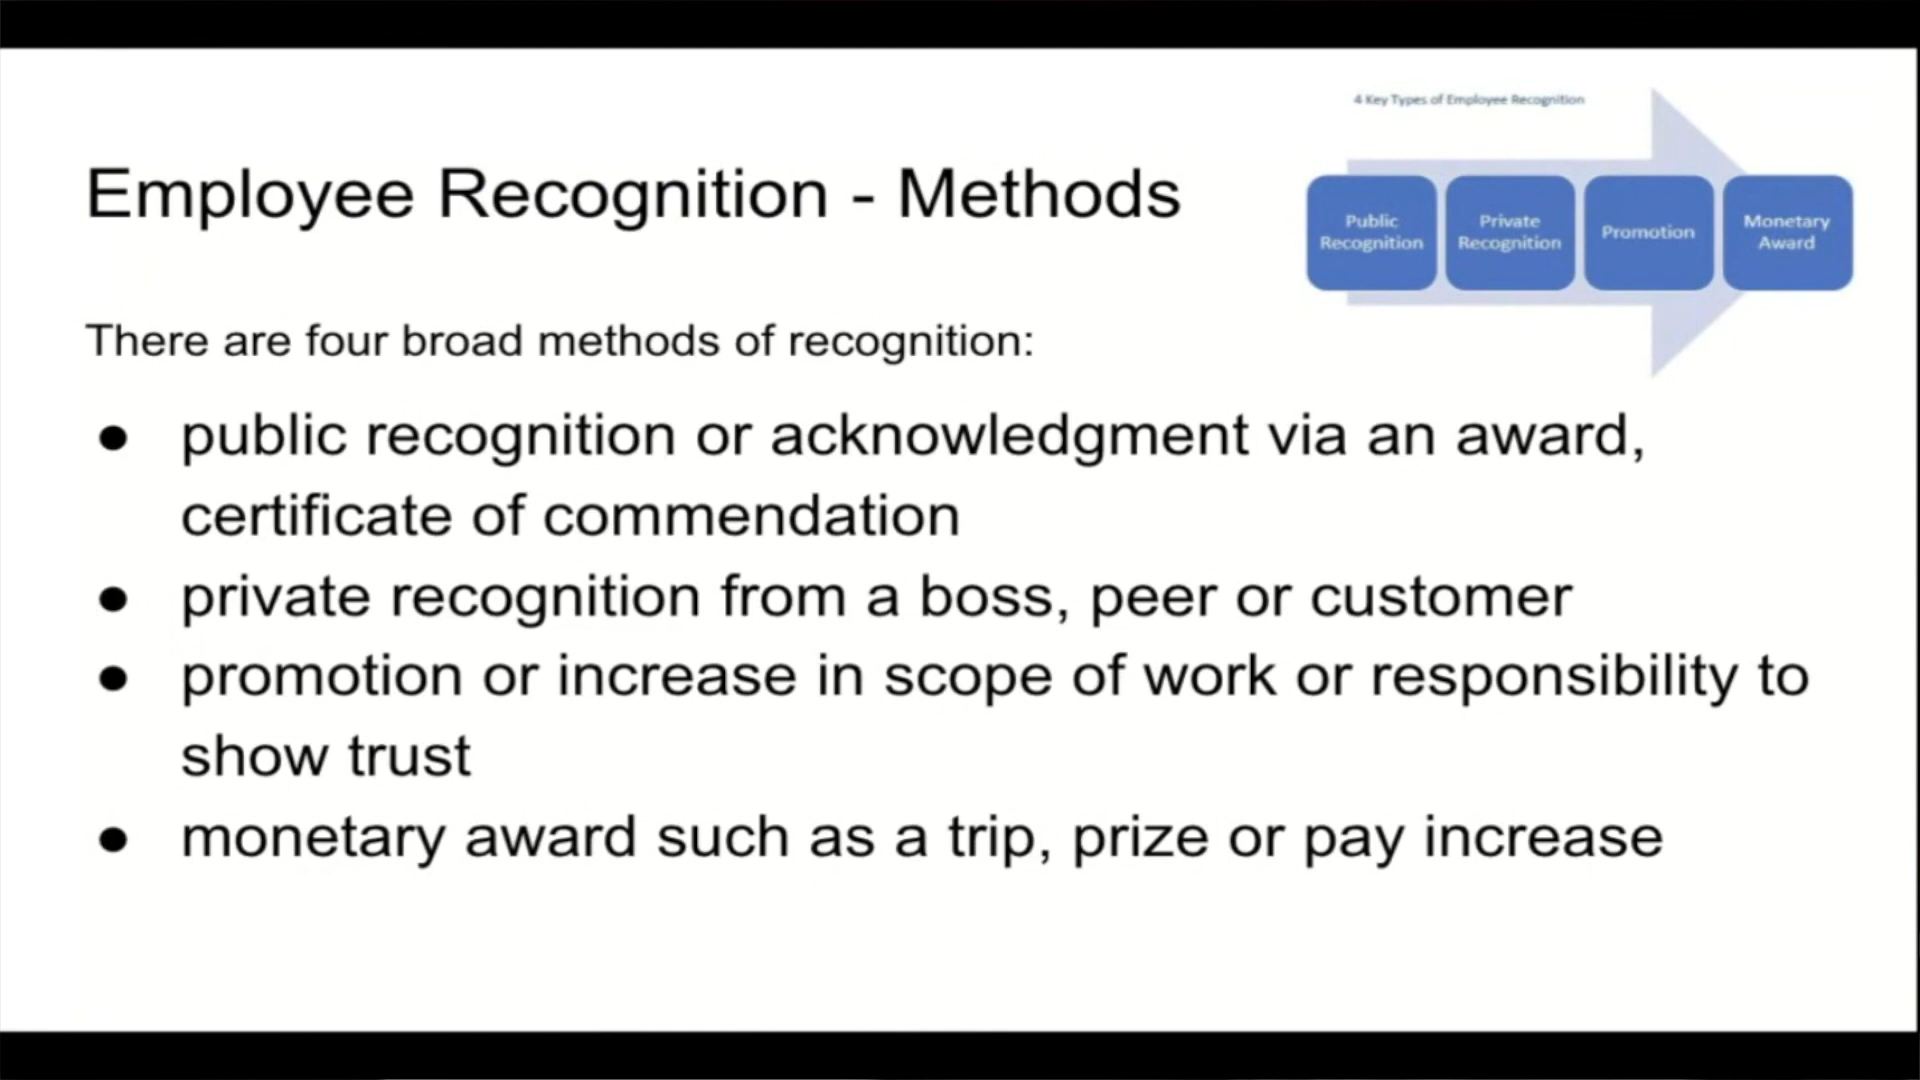 4 Key Types of Employee Recognition
Employee Recognition - Methods
Public
Recognition
Private
Recognition
Promotion
Monetary
Award
There are four broad methods of recognition:
● public recognition or acknowledgment via an award,
certificate of commendation
● private recognition from a boss, peer or customer
● promotion or increase in scope of work or responsibility to
show trust
● monetary award such as a trip, prize or pay increase